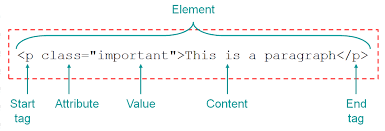 Element
<p class="important">This is a paragraph</p>
Start tag
Attribute
Value
Content
End tag